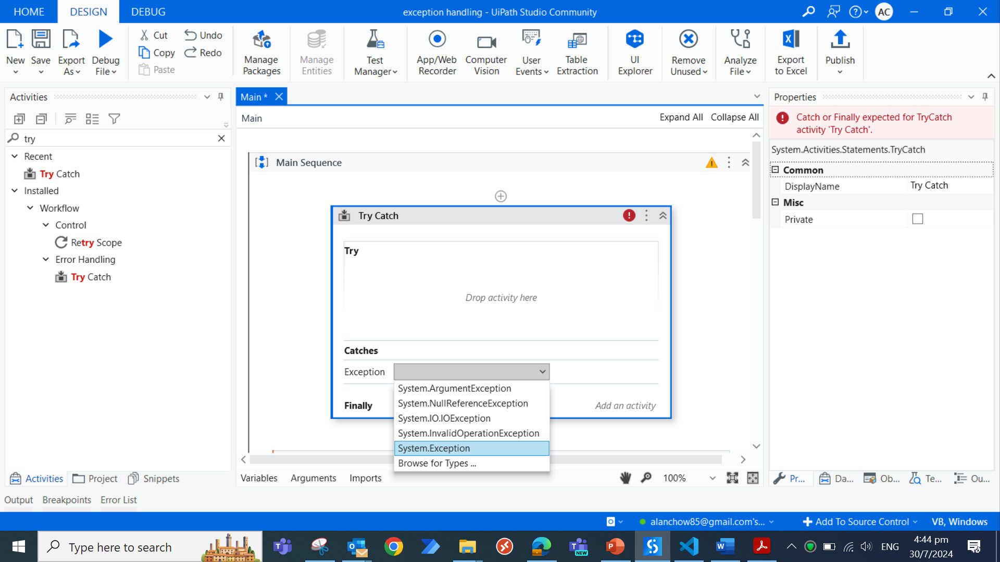 HOME DESIGN DEBUG exception handling - UiPath Studio Community AC
New
Save
Export As
Debug File
Cut
Copy
Paste
Undo
Redo
Manage Packages
Manage Entities
Test Manager
App/Web Recorder
Computer Vision
User Events
Table Extraction
UI Explorer
Remove Unused
Analyze File
Export to Excel
Publish
Activities
try
Recent
Try Catch
Installed
Workflow
Control
Retry Scope
Error Handling
Try Catch
Activities Project Snippets
Main *
Main Expand All Collapse All
Main Sequence
Try Catch
Try
Drop activity here
Catches
Exception
System.ArgumentException
System.NullReferenceException
System.IO.IOException
System.InvalidOperationException
System.Exception
Browse for Types ...
Finally Add an activity
Variables Arguments Imports 100%
Properties
Catch or Finally expected for TryCatch
activity 'Try Catch'.
System.Activities.Statements.TryCatch
Common
DisplayName Try Catch
Misc
Private
Pr... Da... Ob... Te... Ou...
Output Breakpoints Error List
alanchow85@gmail.com's... Add To Source Control VB, Windows
Type here to search
NEW
ENG
4:44 pm
30/7/2024